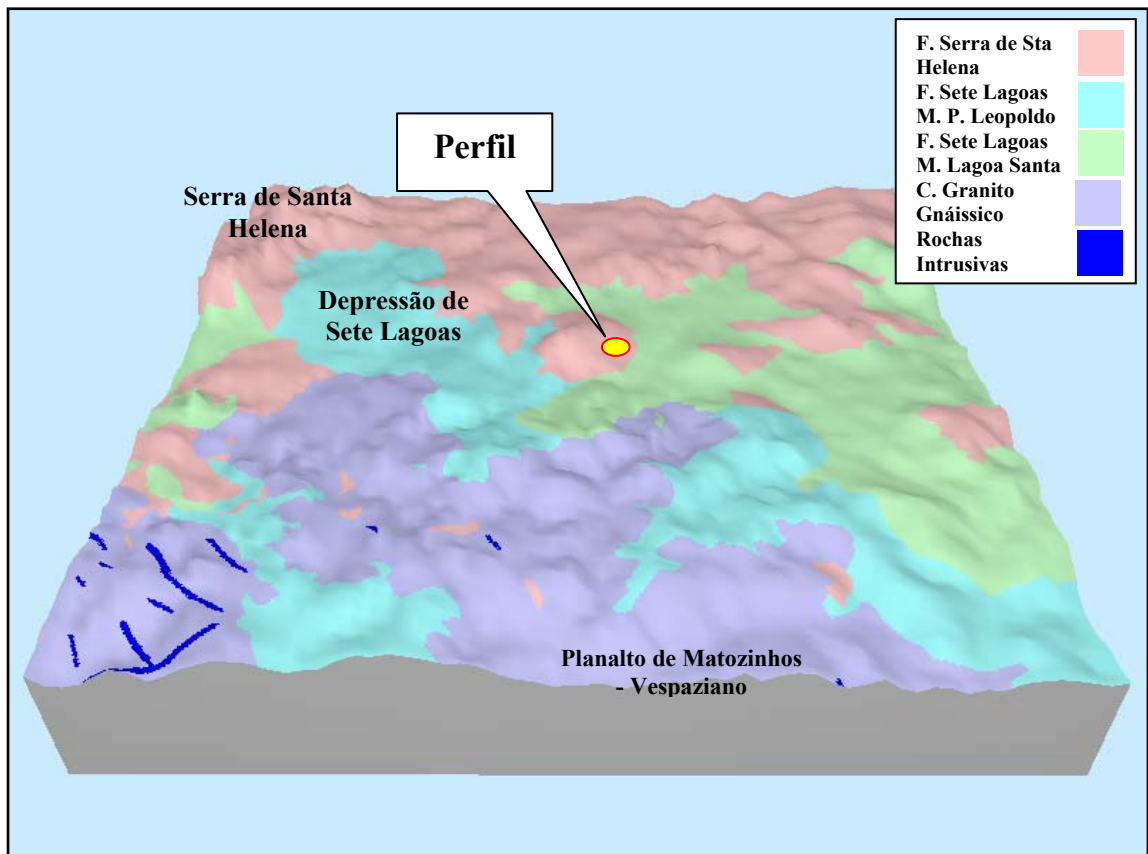 F. Serra de Sta
Helena
F. Sete Lagoas
M. P. Leopoldo
F. Sete Lagoas
M. Lagoa Santa
C. Granito
Gnáissico
Rochas
Intrusivas
Perfil
Serra de Santa
Helena
Depressão de
Sete Lagoas
Planalto de Matozinhos
- Vespaziano